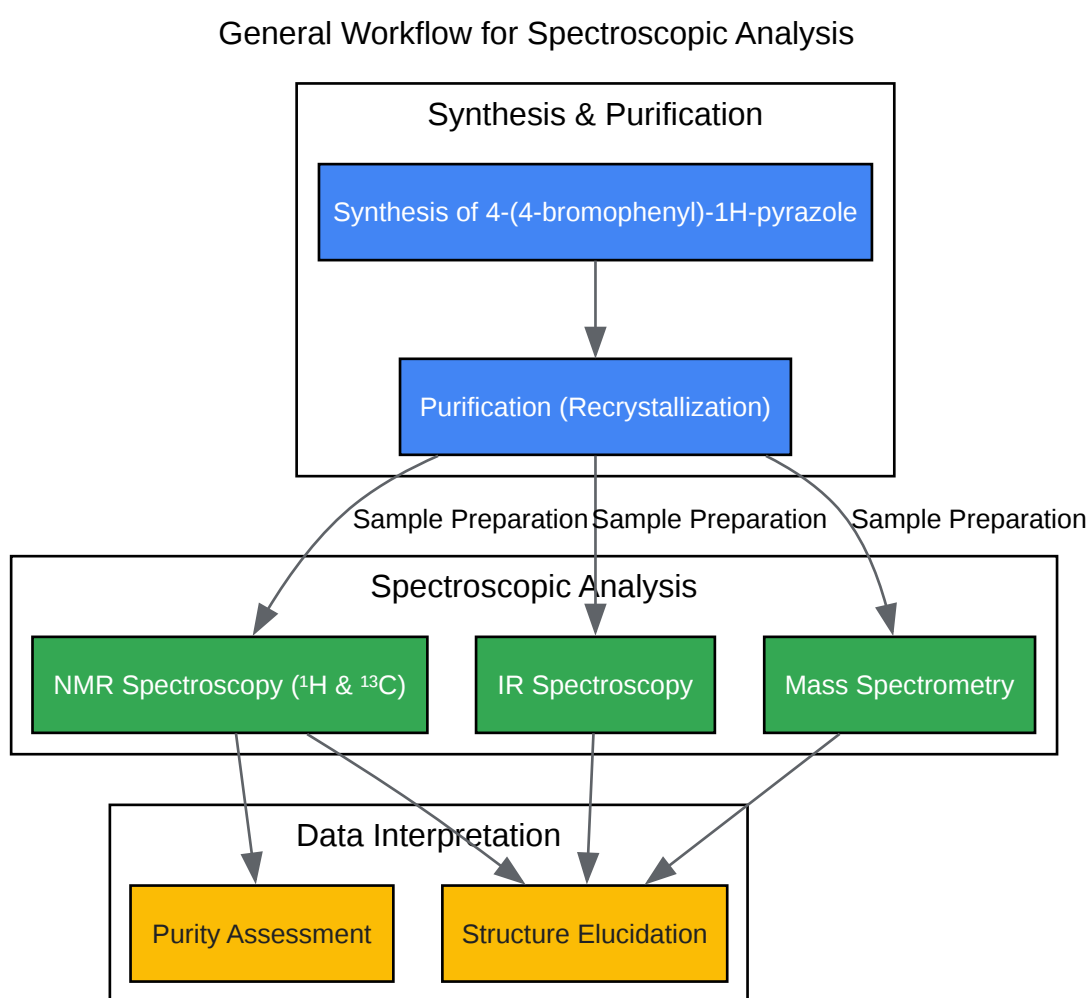 General Workflow for Spectroscopic Analysis
Synthesis & Purification
Synthesis of 4-(4-bromophenyl)-1H-pyrazole
Purification (Recrystallization)
Sample Preparation
Sample Preparation
Sample Preparation
Spectroscopic Analysis
NMR Spectroscopy (¹H & ¹³C)
IR Spectroscopy
Mass Spectrometry
Data Interpretation
Purity Assessment
Structure Elucidation